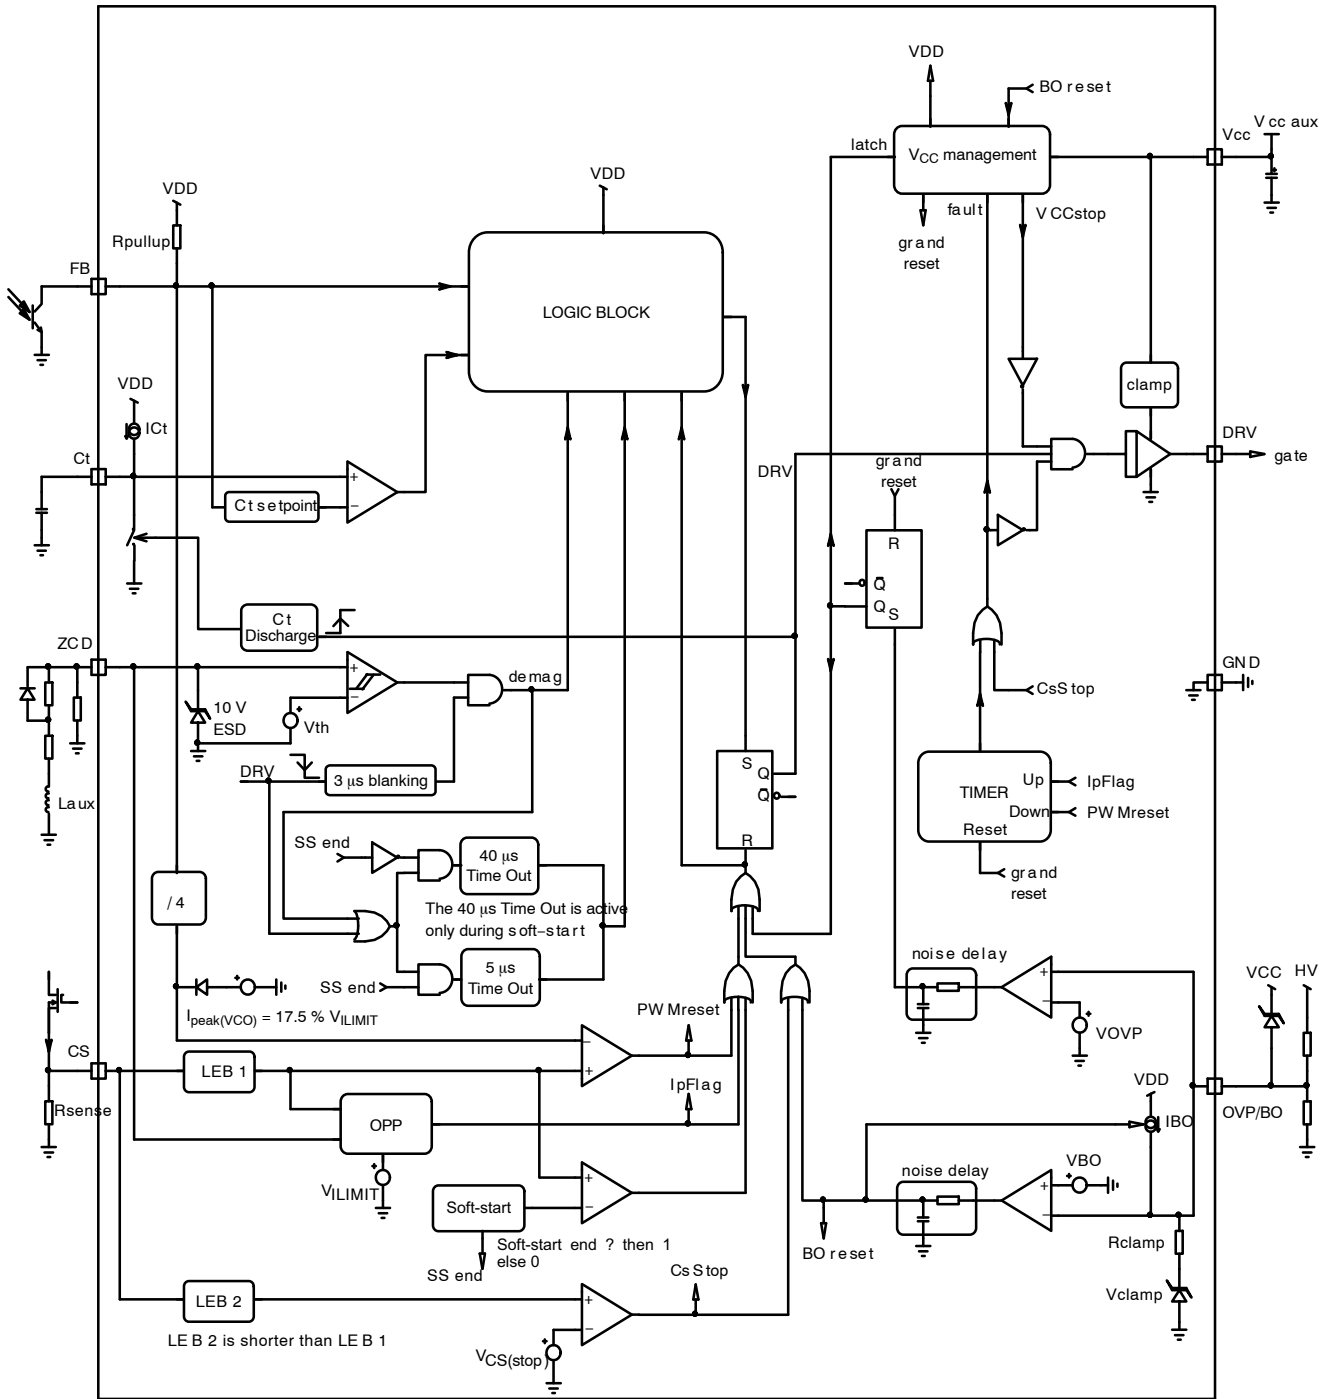 VDD
BO reset
Vcc
Vcc aux
latch
VCC management
VDD
VDD
fault
VCCstop
grand
reset
Rpullup
FB
LOGIC BLOCK
VDD
clamp
ICt
DRV
Ct
DRV
grand
reset
gate
+
−
Ct setpoint
R
Q
Q
S
Ct
Discharge
ZCD
demag
GND
+
−
CsStop
10 V
ESD
Vth
S
Q
Q
R
DRV
3 μs blanking
Up
IpFlag
TIMER
Down
PWMreset
Reset
Laux
SS end
40 μs
Time Out
grand
reset
/ 4
The 40 μs Time Out is active
only during soft−start
noise delay
5 μs
Time Out
SS end
VCC
HV
+
−
Ipeak(VCO) = 17.5 % VILIMIT
PWMreset
VOVP
CS
LEB 1
−
+
IpFlag
VDD
Rsense
OPP
OVP/BO
IBO
noise delay
VBO
+
−
VILIMIT
+
−
Soft-start
Soft-start end ? then 1
else 0
SS end
BO reset
Rclamp
CsStop
Vclamp
LEB 2
+
−
LEB 2 is shorter than LEB 1
VCS(stop)